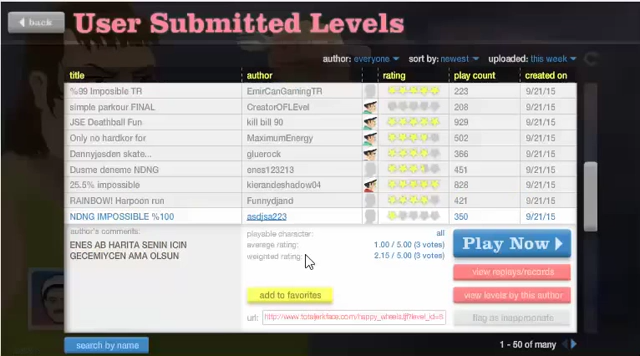 back
User Submitted Levels
author: everyone sort by: newest uploaded: this week
title author rating play count created on
%99 Imposible TR EmirCanGamingTR 223 9/21/15
simple parkour FINAL CreatorOFLEvel 208 9/21/15
JSE Deathball Fun kill bill 90 929 9/21/15
Only no hardkor for MaximumEnergy 502 9/21/15
Dannyjesden skate... gluerock 366 9/21/15
Dusme deneme NDNG enes123213 451 9/21/15
25.5% impossible kierandeshadow04 828 9/21/15
RAINBOW! Harpoon run Funnydjand 9/21/15
NDNG IMPOSSIBLE %100 asdjsa223 350 9/21/15
author's comments:
ENES AB HARITA SENIN ICIN
GECEMIYCEN AMA OLSUN
playable character: all
average rating: 1.00 / 5.00 (3 votes)
weighted rating: 2.15 / 5.00 (3 votes)
add to favorites
url: http://www.totaljerkface.com/happy_wheels.tjf?level_id=8
Play Now
view replays/records
view levels by this author
flag as inappropriate
search by name
1 - 50 of many